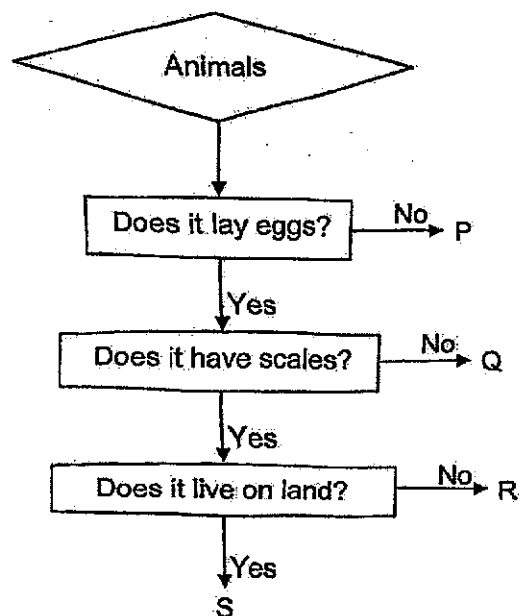 Animals
Does it lay eggs?
No
P
Yes
Does it have scales?
No
Q
Yes
Does it live on land?
No
R
Yes
S